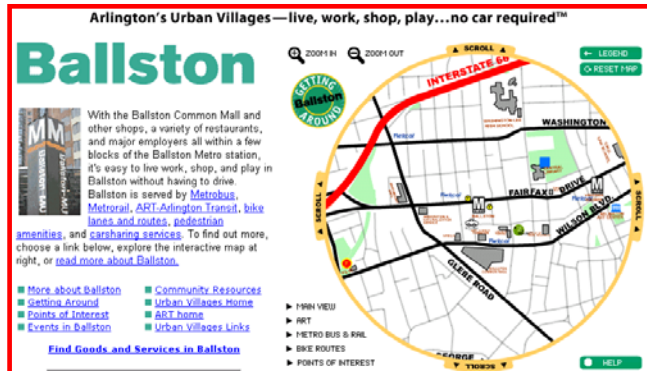 Arlington's Urban Villages—live, work, shop, play...no car required™
Ballston
With the Ballston Common Mall and
other shops, a variety of restaurants,
and major employers all within a few
blocks of the Ballston Metro station,
it's easy to live work, shop, and play in
Ballston without having to drive.
Ballston is served by Metrobus,
Metrorail, ART-Arlington Transit, bike
lanes and routes, pedestrian
amenities, and carsharing services. To find out more,
choose a link below, explore the interactive map at
right, or read more about Ballston.
More about Ballston
Getting Around
Points of Interest
Events in Ballston
Community Resources
Urban Villages Home
ART home
Urban Villages Links
Find Goods and Services in Ballston
ZOOM IN
ZOOM OUT
GETTING
Ballston
AROUND
SCROLL
LEGEND
RESET MAP
INTERSTATE 66
WASHINGTON
FAIRFAX DRIVE
WILSON BLVD.
GLEBE ROAD
GEORGE
SCROLL
SCROLL
SCROLL
MAIN VIEW
ART
METRO BUS & RAIL
BIKE ROUTES
POINTS OF INTEREST
HELP